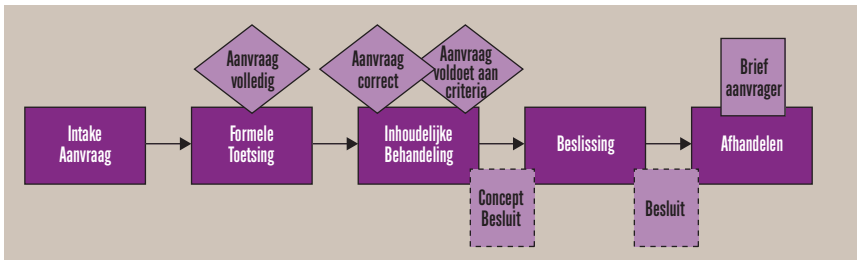 Aanvraag
volledig
Aanvraag
correct
Aanvraag
voldoet aan
criteria
Brief
aanvrager
Intake
Aanvraag
Formele
Toetsing
Inhoudelijke
Behandeling
Beslissing
Afhandelen
Concept
Besluit
Besluit